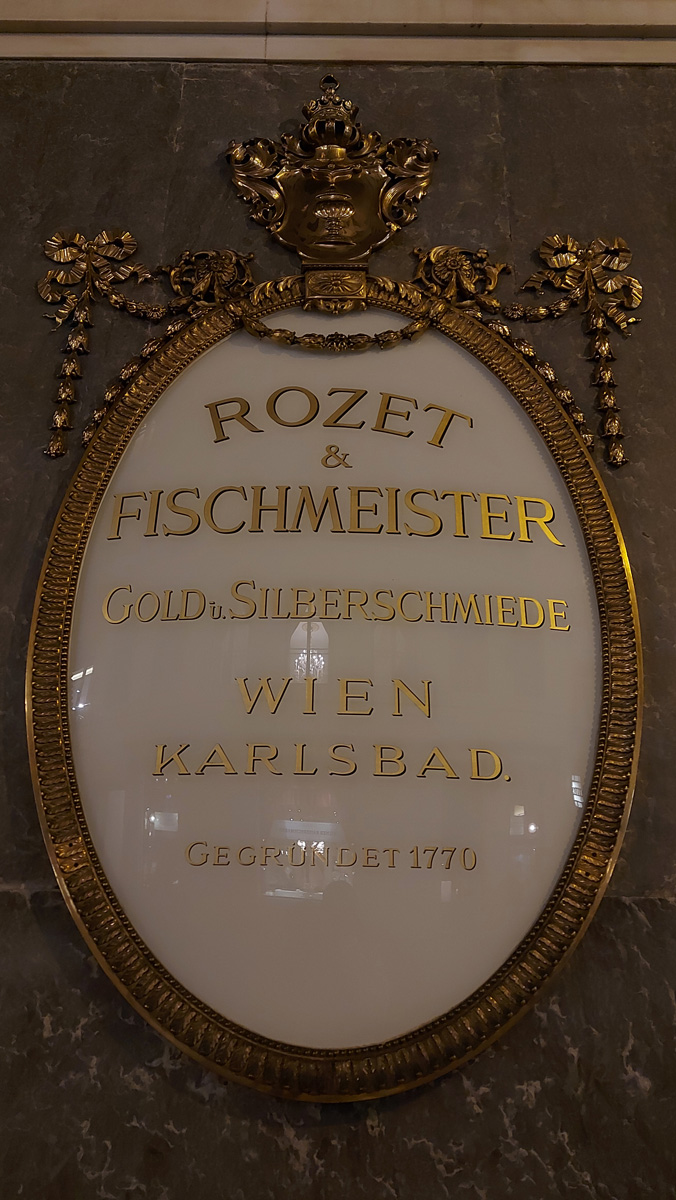 ROZET
&
FISCHMEISTER
GOLD u. SILBERSCHMIEDE
WIEN
KARLSBAD.
GEGRÜNDET 1770